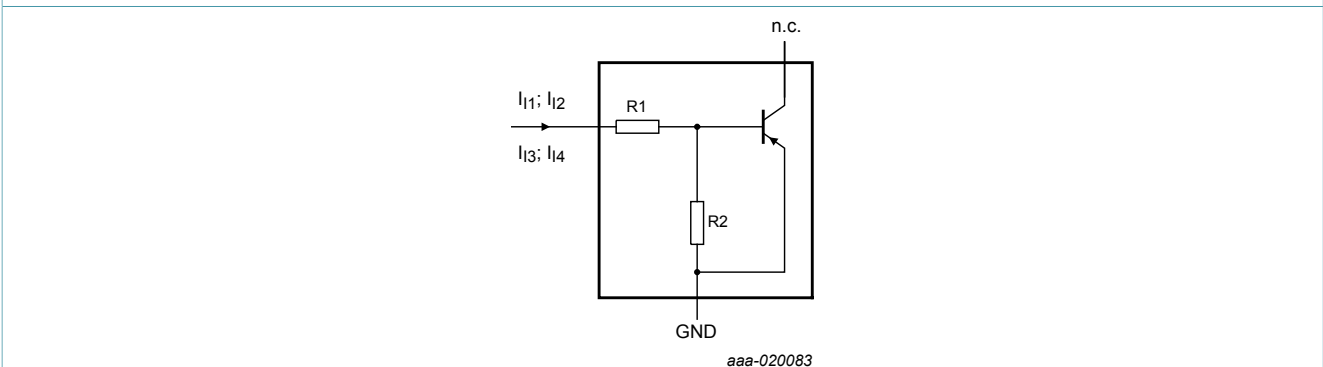 n.c.
I_I1; I_I2
R1
I_I3; I_I4
R2
GND
aaa-020083